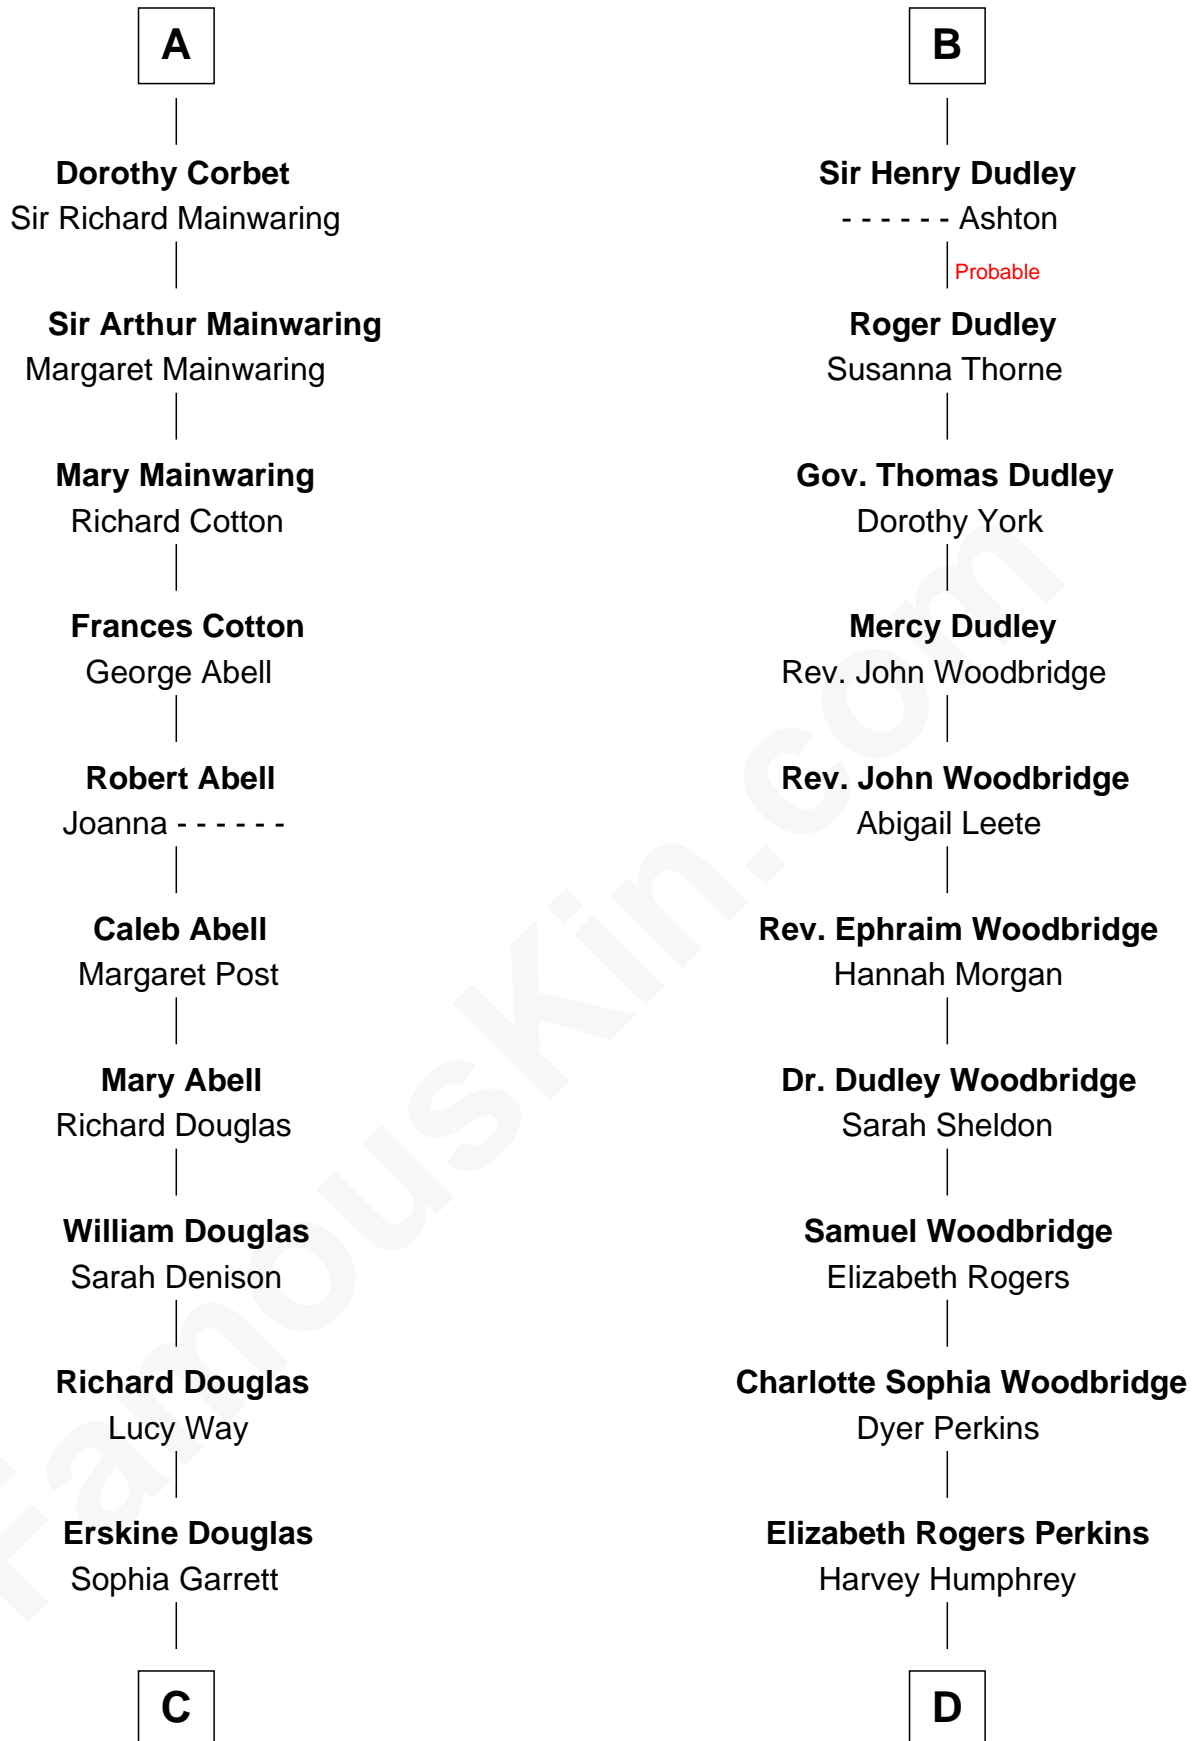 A
Dorothy Corbet
Sir Richard Mainwaring
Sir Arthur Mainwaring
Margaret Mainwaring
Mary Mainwaring
Richard Cotton
Frances Cotton
George Abell
Robert Abell
Joanna - - - - - -
Caleb Abell
Margaret Post
Mary Abell
Richard Douglas
William Douglas
Sarah Denison
Richard Douglas
Lucy Way
Erskine Douglas
Sophia Garrett
C
B
Sir Henry Dudley
- - - - - - Ashton
Probable
Roger Dudley
Susanna Thorne
Gov. Thomas Dudley
Dorothy York
Mercy Dudley
Rev. John Woodbridge
Rev. John Woodbridge
Abigail Leete
Rev. Ephraim Woodbridge
Hannah Morgan
Dr. Dudley Woodbridge
Sarah Sheldon
Samuel Woodbridge
Elizabeth Rogers
Charlotte Sophia Woodbridge
Dyer Perkins
Elizabeth Rogers Perkins
Harvey Humphrey
D
FamousKin.com